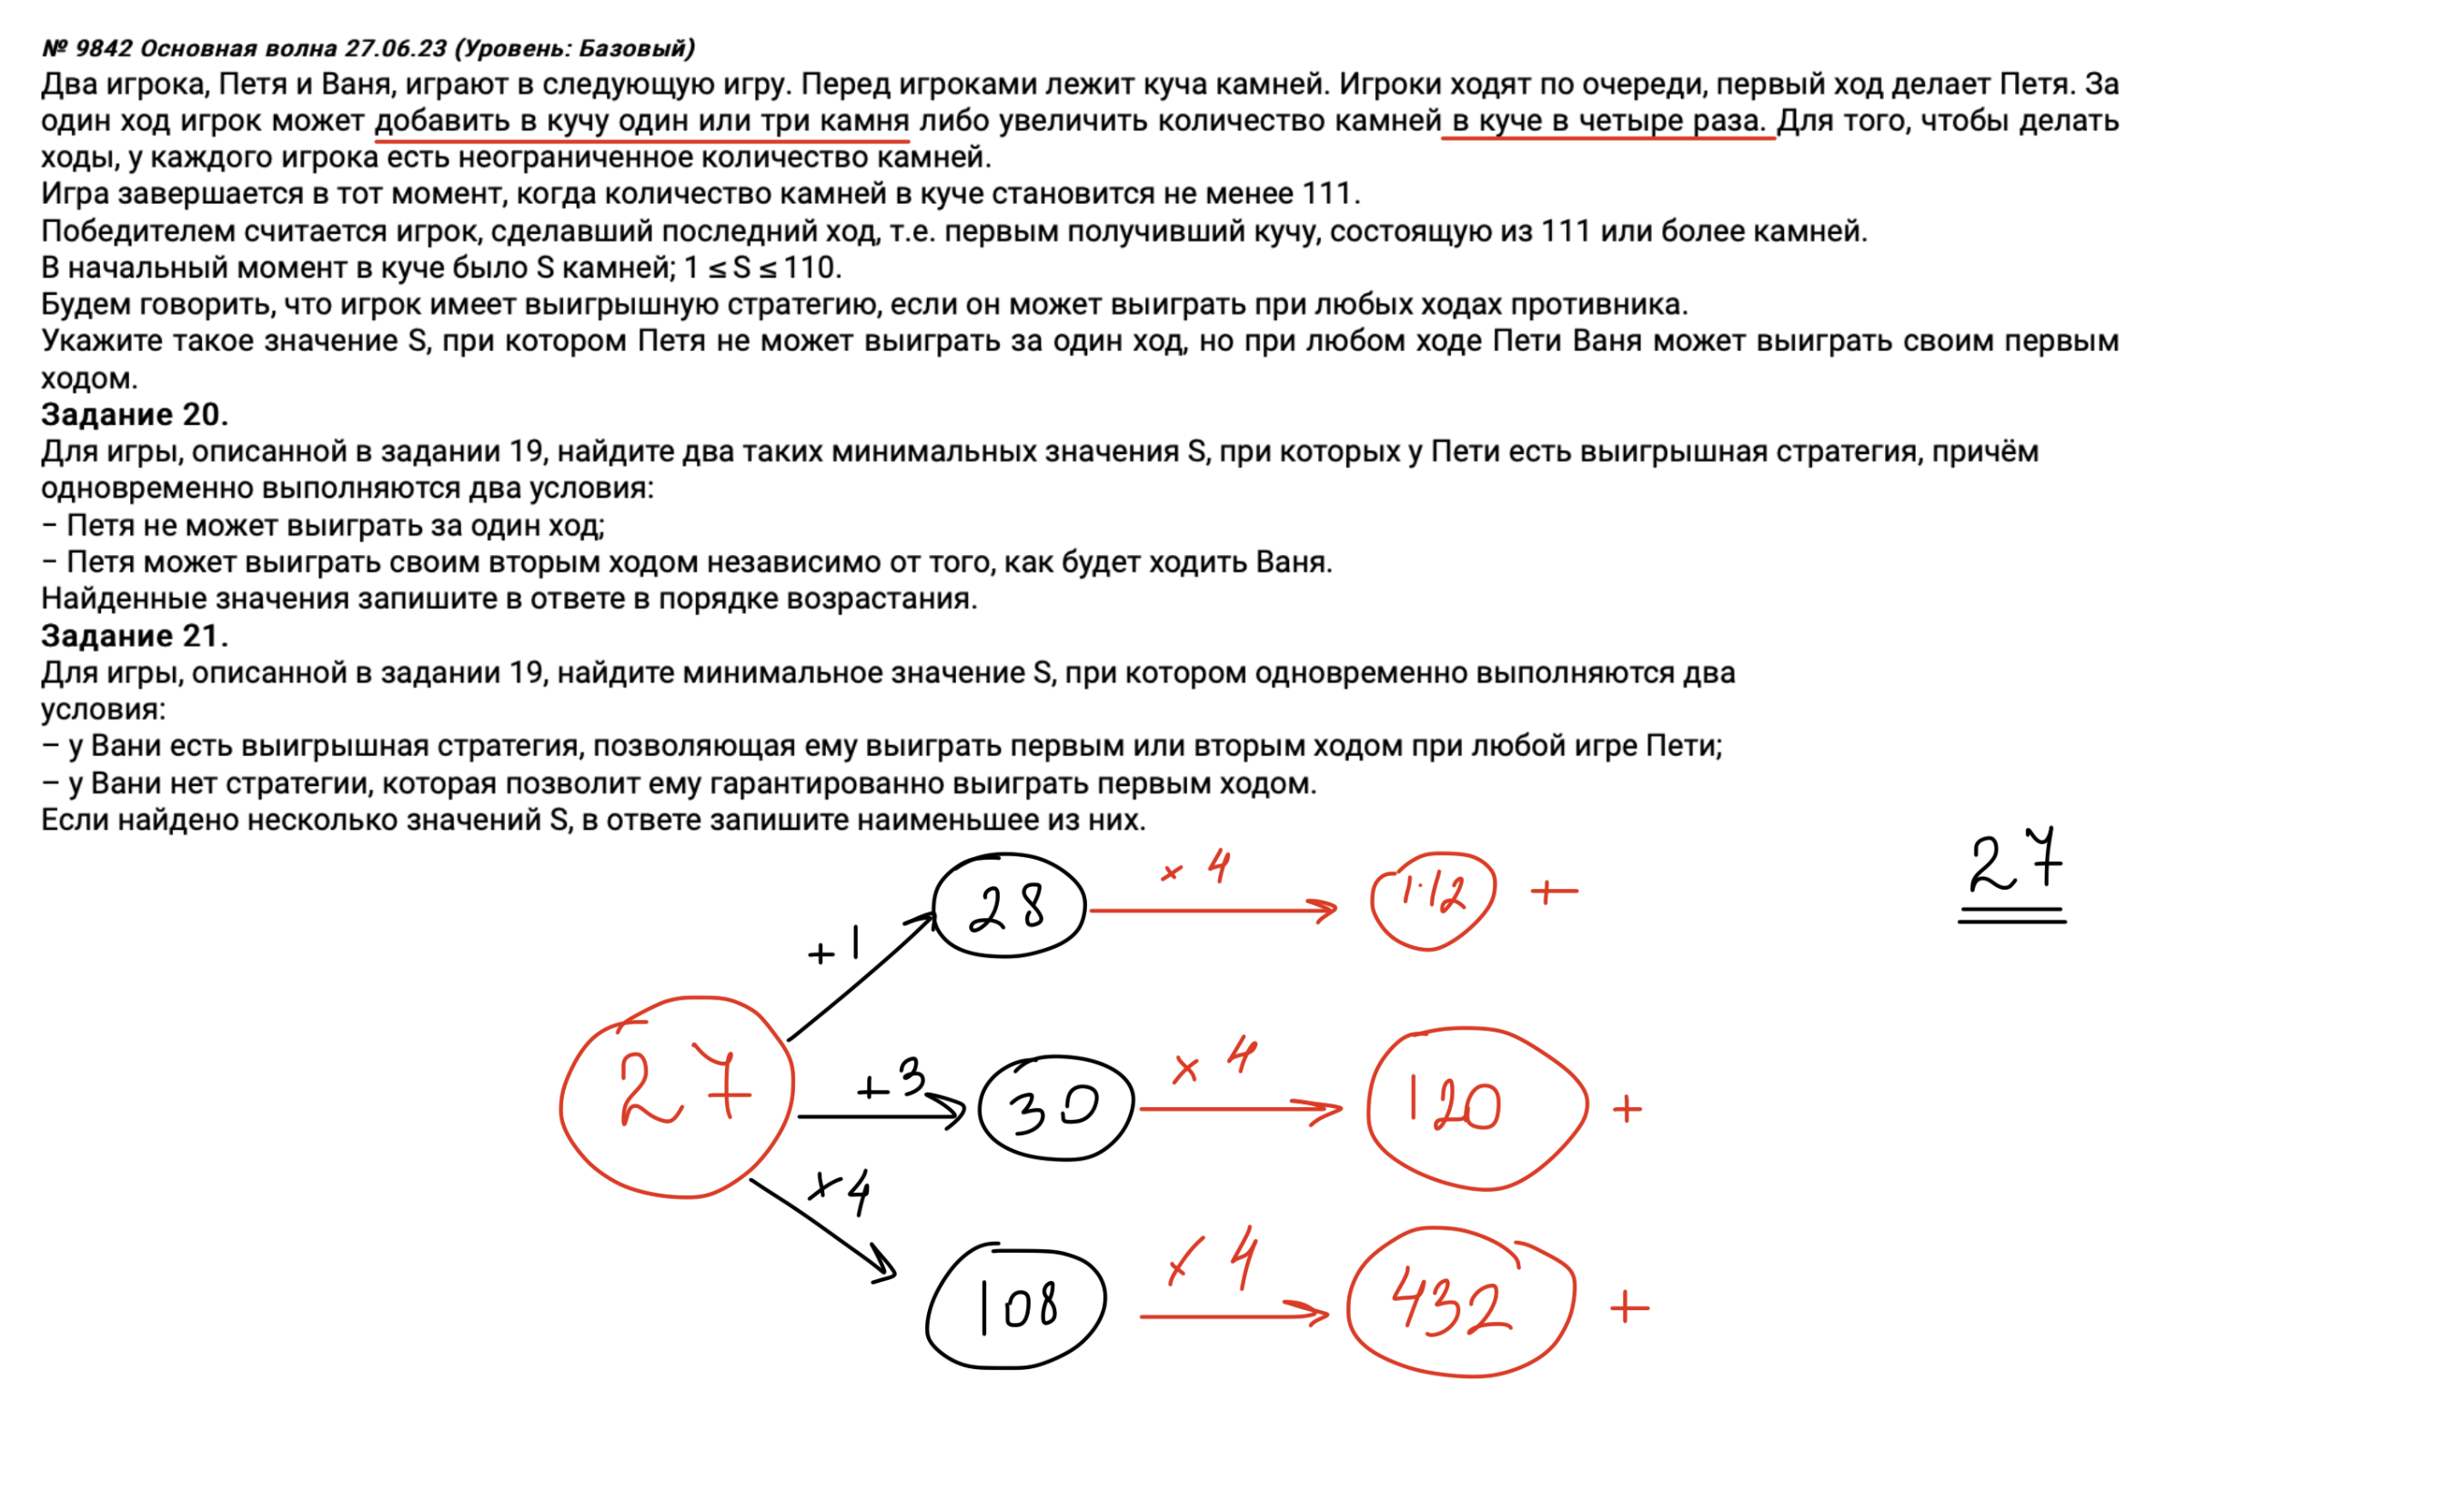 № 9842 Основная волна 27.06.23 (Уровень: Базовый)
Два игрока, Петя и Ваня, играют в следующую игру. Перед игроками лежит куча камней. Игроки ходят по очереди, первый ход делает Петя. За
один ход игрок может добавить в кучу один или три камня либо увеличить количество камней в куче в четыре раза. Для того, чтобы делать
ходы, у каждого игрока есть неограниченное количество камней.
Игра завершается в тот момент, когда количество камней в куче становится не менее 111.
Победителем считается игрок, сделавший последний ход, т.е. первым получивший кучу, состоящую из 111 или более камней.
В начальный момент в куче было S камней; 1 ≤ S ≤ 110.
Будем говорить, что игрок имеет выигрышную стратегию, если он может выиграть при любых ходах противника.
Укажите такое значение S, при котором Петя не может выиграть за один ход, но при любом ходе Пети Ваня может выиграть своим первым
ходом.
Задание 20.
Для игры, описанной в задании 19, найдите два таких минимальных значения S, при которых у Пети есть выигрышная стратегия, причём
одновременно выполняются два условия:
− Петя не может выиграть за один ход;
− Петя может выиграть своим вторым ходом независимо от того, как будет ходить Ваня.
Найденные значения запишите в ответе в порядке возрастания.
Задание 21.
Для игры, описанной в задании 19, найдите минимальное значение S, при котором одновременно выполняются два
условия:
− у Вани есть выигрышная стратегия, позволяющая ему выиграть первым или вторым ходом при любой игре Пети;
− у Вани нет стратегии, которая позволит ему гарантированно выиграть первым ходом.
Если найдено несколько значений S, в ответе запишите наименьшее из них.
27
+1 28 × 4 112 +
27 +3 30 × 4 120 +
×4 108 × 4 432 +